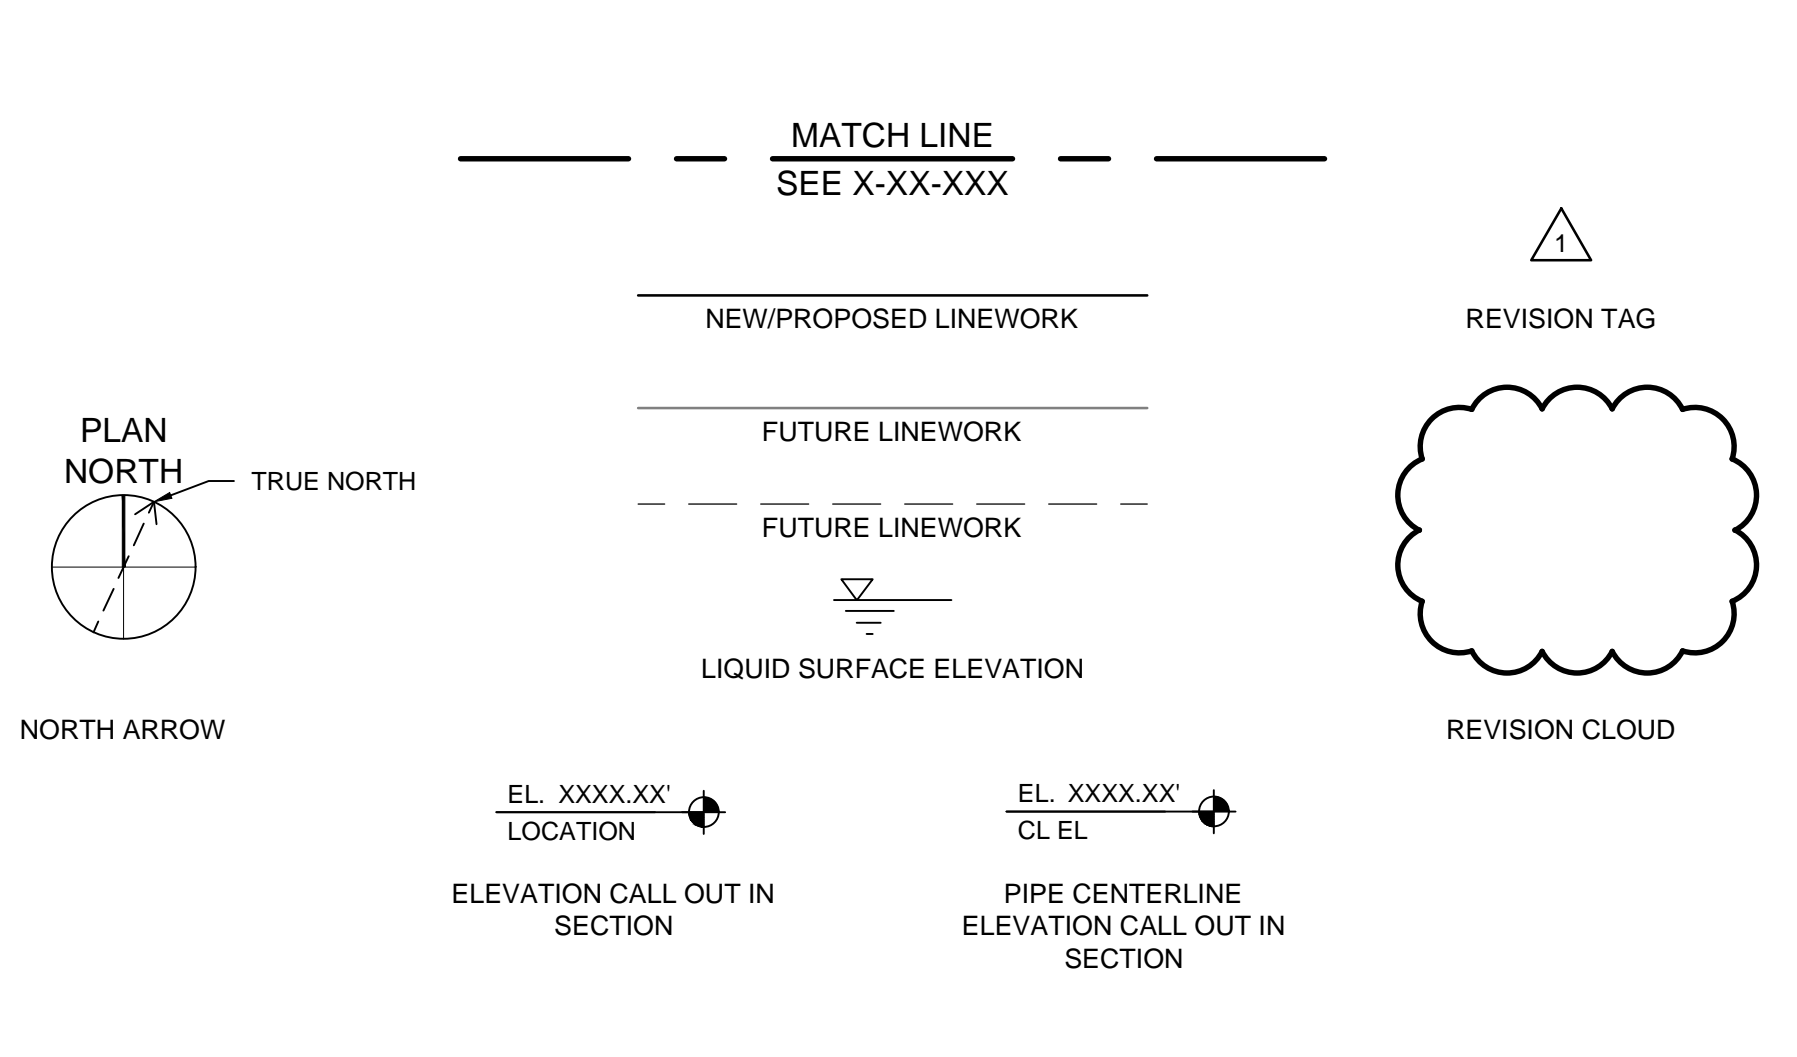 MATCH LINE
SEE X-XX-XXX
1
NEW/PROPOSED LINEWORK
REVISION TAG
PLAN
NORTH
TRUE NORTH
FUTURE LINEWORK
FUTURE LINEWORK
LIQUID SURFACE ELEVATION
NORTH ARROW
REVISION CLOUD
EL. XXXX.XX'
LOCATION
ELEVATION CALL OUT IN
SECTION
EL. XXXX.XX'
CL EL
PIPE CENTERLINE
ELEVATION CALL OUT IN
SECTION